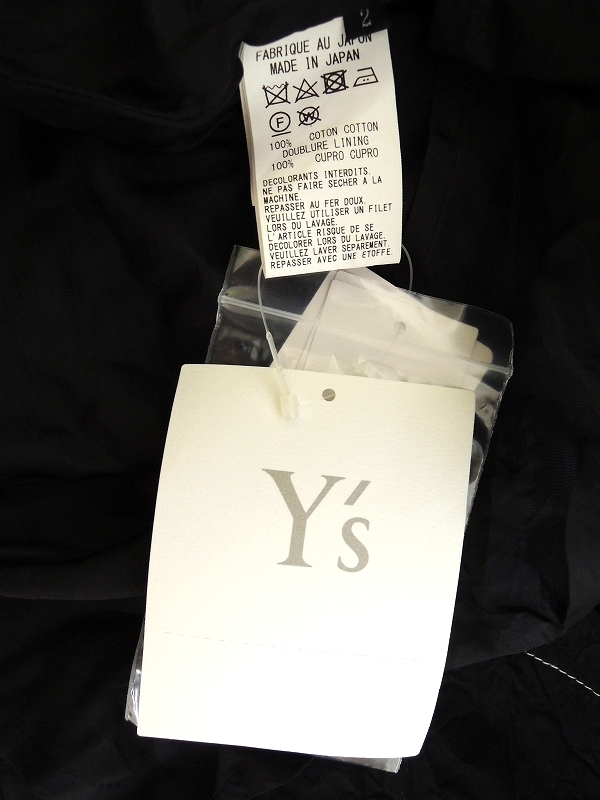 2
FABRIQUE AU JAPON
MADE IN JAPAN
F W
100% COTON COTTON
DOUBLURE LINING
100% CUPRO CUPRO
DECOLORANTS INTERDITS.
NE PAS FAIRE SECHER A LA
MACHINE.
REPASSER AU FER DOUX.
VEUILLEZ UTILISER UN FILET
LORS DU LAVAGE.
L'ARTICLE RISQUE DE SE
DECOLORER LORS DU LAVAGE,
VEUILLEZ LAVER SEPAREMENT.
REPASSER AVEC UNE ETOFFE.
Y's